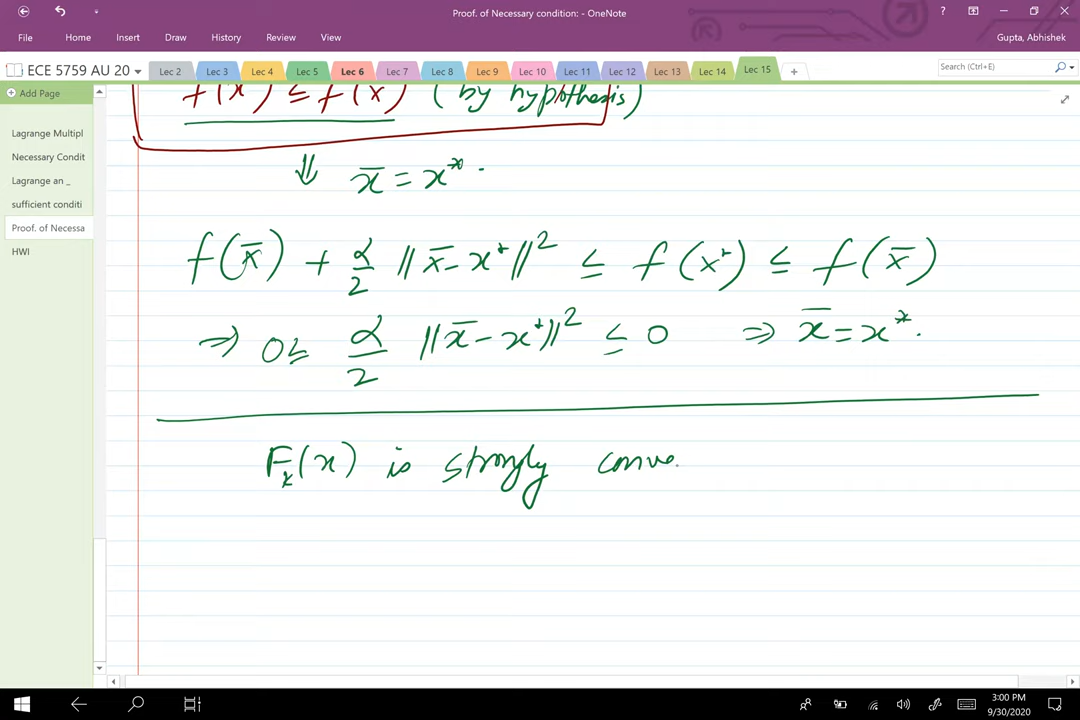 Proof. of Necessary condition: - OneNote
File Home Insert Draw History Review View Gupta, Abhishek
ECE 5759 AU 20 Lec 2 Lec 3 Lec 4 Lec 5 Lec 6 Lec 7 Lec 8 Lec 9 Lec 10 Lec 11 Lec 12 Lec 13 Lec 14 Lec 15 Search (Ctrl+E)
Add Page
Lagrange Multipl
Necessary Condit
Lagrange an _
sufficient conditi
Proof. of Necessa
HWI
f(x*) ≤ f(x̄) (by hypothesis)
⇓ x̄ = x*.
f(x̄) + α/2 ||x̄ - x*||² ≤ f(x*) ≤ f(x̄)
⇒ 0 ≤ α/2 ||x̄ - x*||² ≤ 0 ⇒ x̄ = x*.
F_k(x) is strongly conve
3:00 PM
9/30/2020